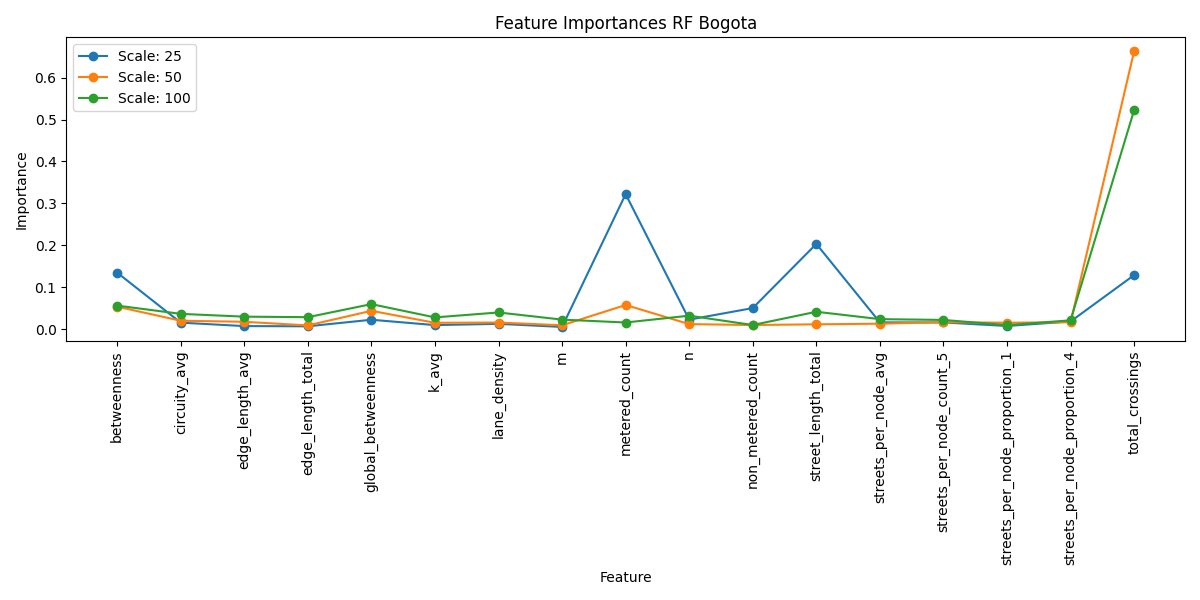 Feature Importances RF Bogota
Scale: 25
Scale: 50
Scale: 100
Importance
0.6
0.5
0.4
0.3
0.2
0.1
0.0
betweenness
circuity_avg
edge_length_avg
edge_length_total
global_betweenness
k_avg
lane_density
m
metered_count
n
non_metered_count
street_length_total
streets_per_node_avg
streets_per_node_count_5
streets_per_node_proportion_1
streets_per_node_proportion_4
total_crossings
Feature